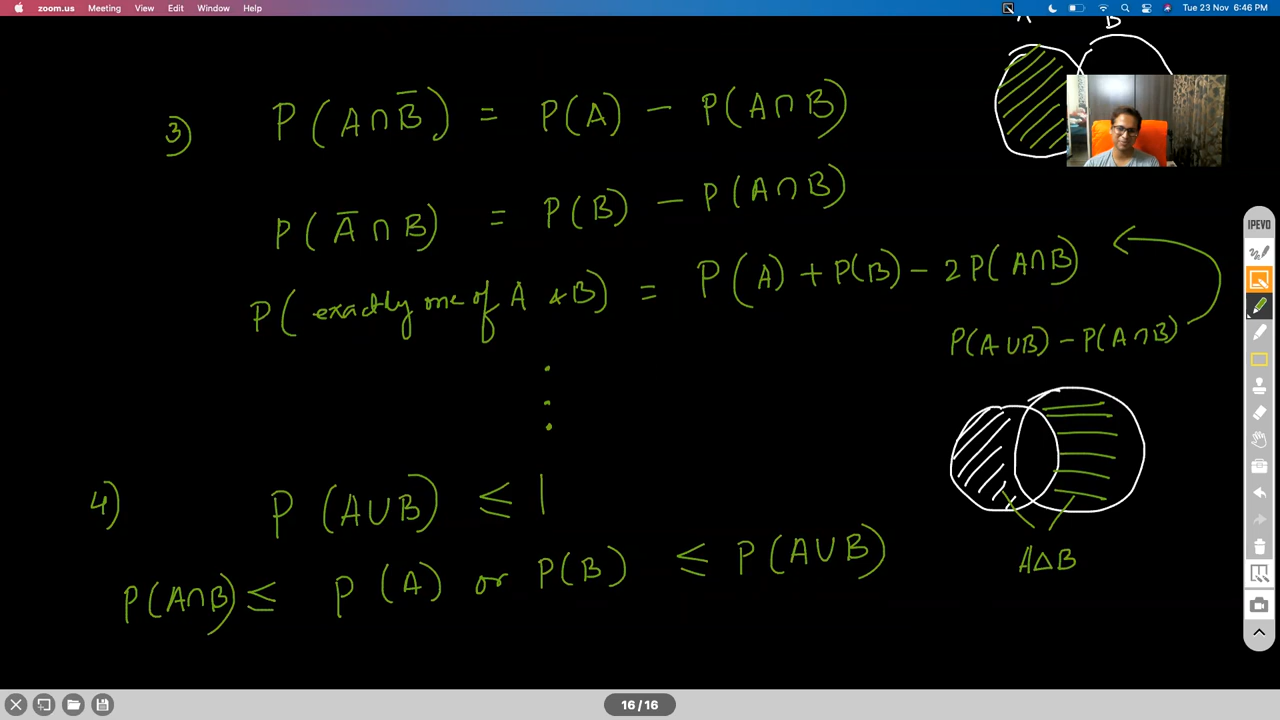 zoom.us Meeting View Edit Window Help Tue 23 Nov 6:46 PM
A B
3) P(A∩B̅) = P(A) − P(A∩B)
P(A̅∩B) = P(B) − P(A∩B)
IPEVO
P(exactly one of A & B) = P(A) + P(B) − 2P(A∩B)
P(A∪B) − P(A∩B)
⋮
4) P(A∪B) ≤ 1
A△B
P(A∩B) ≤ P(A) or P(B) ≤ P(A∪B)
16/16